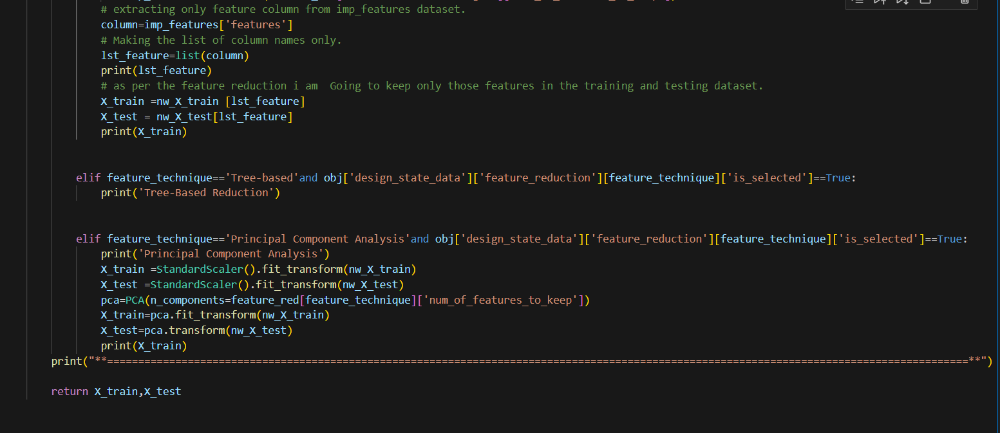 # extracting only feature column from imp_features dataset.
column=imp_features['features']
# Making the list of column names only.
lst_feature=list(column)
print(lst_feature)
# as per the feature reduction i am  Going to keep only those features in the training and testing dataset.
X_train =nw_X_train [lst_feature]
X_test = nw_X_test[lst_feature]
print(X_train)
elif feature_technique=='Tree-based'and obj['design_state_data']['feature_reduction'][feature_technique]['is_selected']==True:
print('Tree-Based Reduction')
elif feature_technique=='Principal Component Analysis'and obj['design_state_data']['feature_reduction'][feature_technique]['is_selected']==True:
print('Principal Component Analysis')
X_train =StandardScaler().fit_transform(nw_X_train)
X_test =StandardScaler().fit_transform(nw_X_test)
pca=PCA(n_components=feature_red[feature_technique]['num_of_features_to_keep'])
X_train=pca.fit_transform(nw_X_train)
X_test=pca.transform(nw_X_test)
print(X_train)
print("**===========================================================================================================================================**")
return X_train,X_test